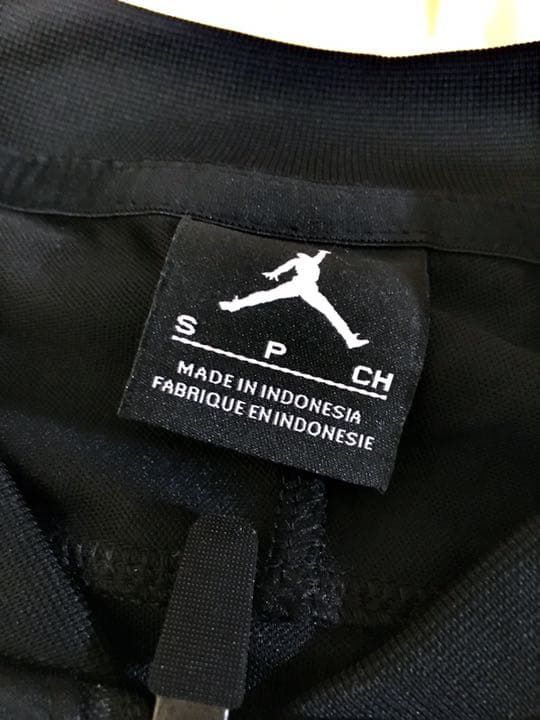 S P CH
MADE IN INDONESIA
FABRIQUE EN INDONESIE